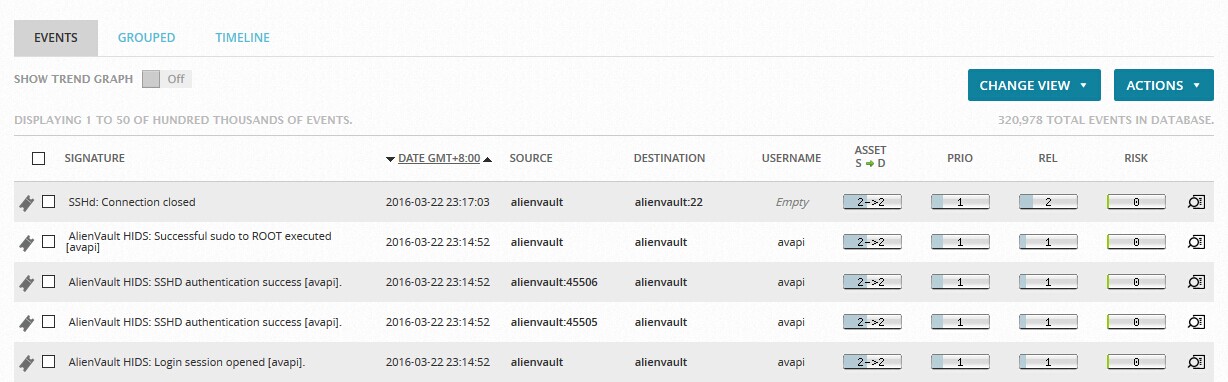 EVENTS GROUPED TIMELINE
SHOW TREND GRAPH Off CHANGE VIEW ACTIONS
DISPLAYING 1 TO 50 OF HUNDRED THOUSANDS OF EVENTS. 320,978 TOTAL EVENTS IN DATABASE.
SIGNATURE DATE GMT+8:00 SOURCE DESTINATION USERNAME ASSET S D PRIO REL RISK
SSHd: Connection closed 2016-03-22 23:17:03 alienvault alienvault:22 Empty 2->2 1 2 0
AlienVault HIDS: Successful sudo to ROOT executed
[avapi] 2016-03-22 23:14:52 alienvault alienvault avapi 2->2 1 1 0
AlienVault HIDS: SSHD authentication success [avapi]. 2016-03-22 23:14:52 alienvault:45506 alienvault avapi 2->2 1 1 0
AlienVault HIDS: SSHD authentication success [avapi]. 2016-03-22 23:14:52 alienvault:45505 alienvault avapi 2->2 1 1 0
AlienVault HIDS: Login session opened [avapi]. 2016-03-22 23:14:52 alienvault alienvault avapi 2->2 1 1 0